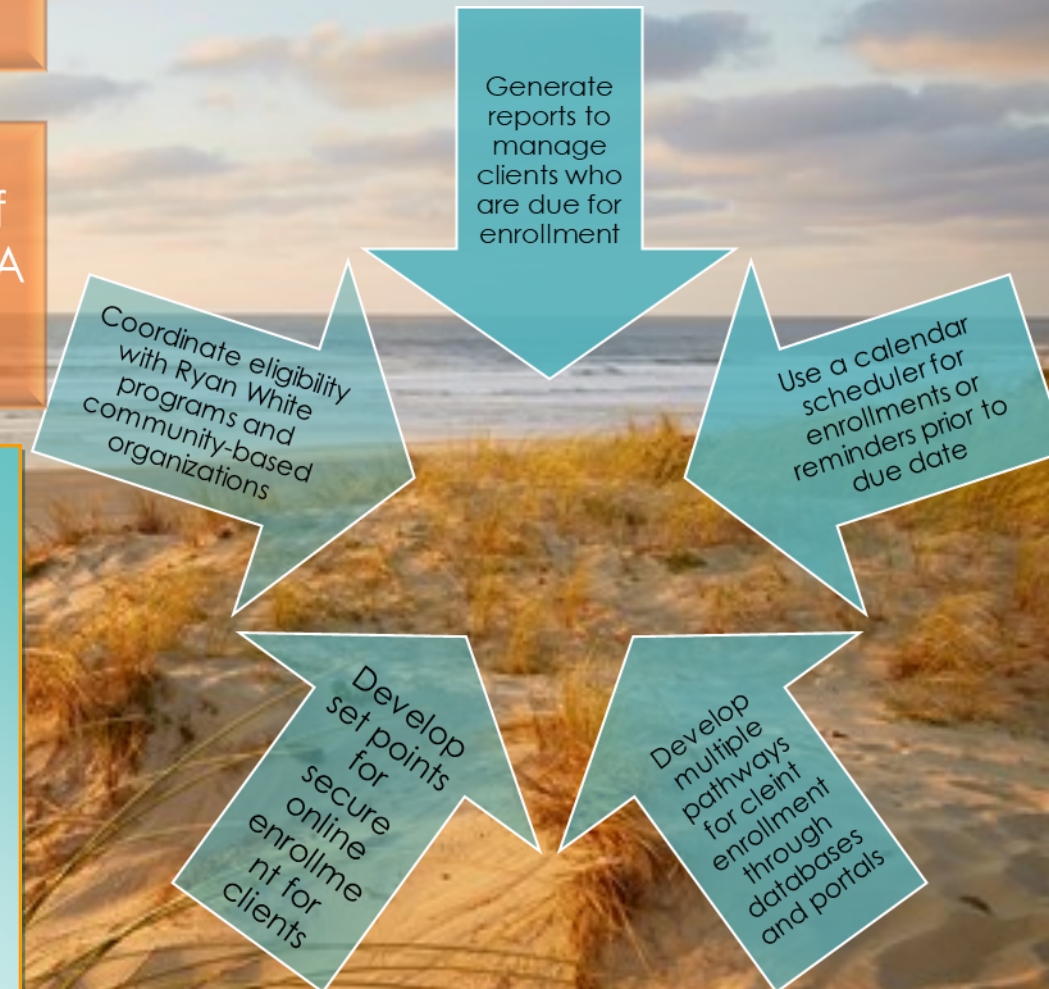 Generate
reports to
manage
clients who
are due for
enrollment
f
A
Coordinate eligibility
with Ryan White
programs and
community-based
organizations
Use a calendar
scheduler for
enrollments or
reminders prior to
due date
Develop
set points
for
secure
online
enrollme
nt for
clients
Develop
multiple
pathways
for cleint
enrollment
through
databases
and portals